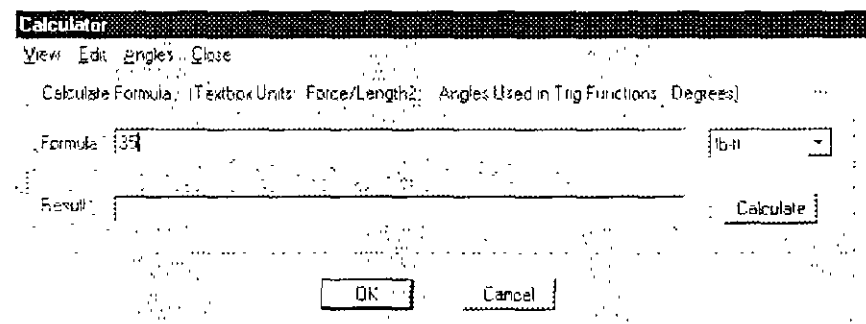 Calculator
View Edit Angles Close
Calculate Formula: (Textbox Units: Force/Length2; Angles Used in Trig Functions: Degrees)
Formula: 35 lb-ft
Result: Calculate
OK Cancel